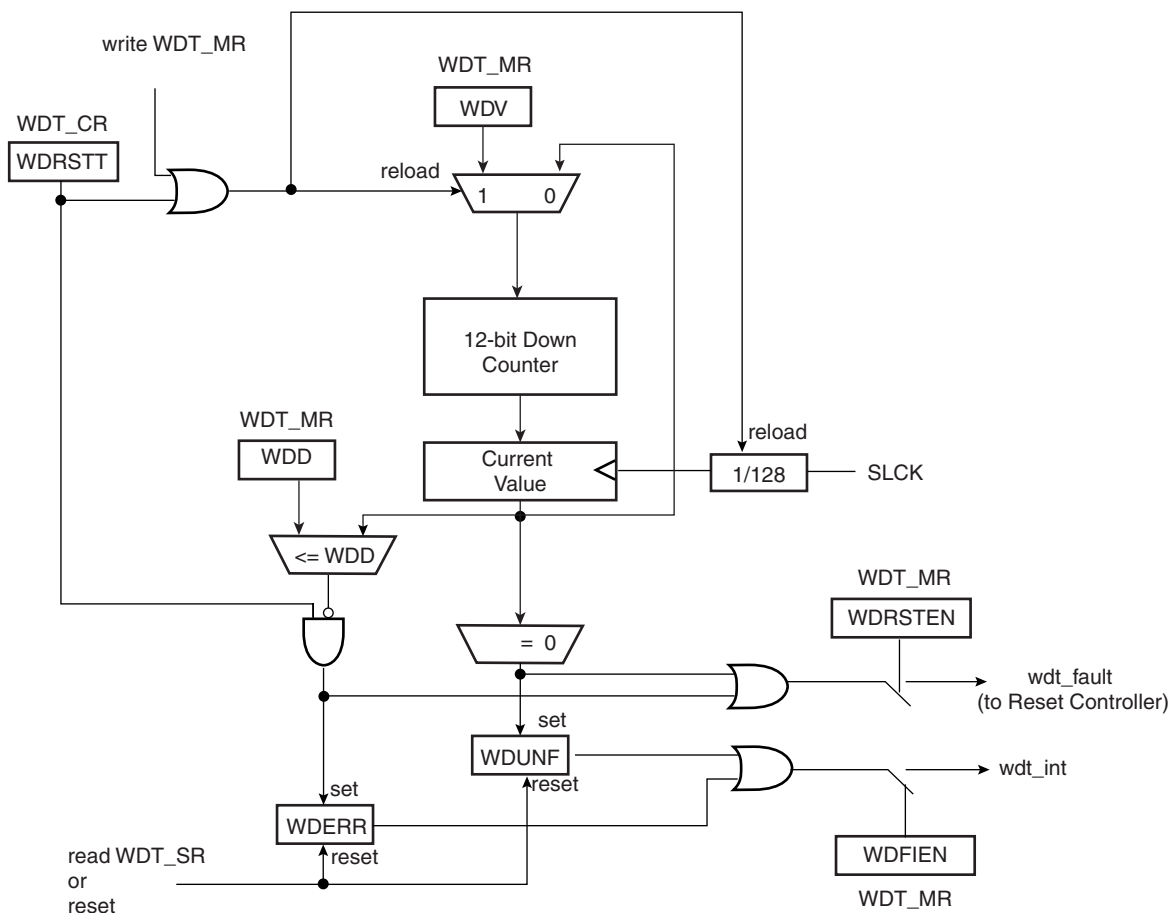 write WDT_MR
WDT_MR
WDV
WDT_CR
WDRSTT
reload
1 0
12-bit Down
Counter
WDT_MR
WDD
reload
Current
Value
1/128
SLCK
<= WDD
WDT_MR
WDRSTEN
= 0
wdt_fault
(to Reset Controller)
set
WDUNF
reset
wdt_int
set
WDERR
reset
read WDT_SR
or
reset
WDFIEN
WDT_MR